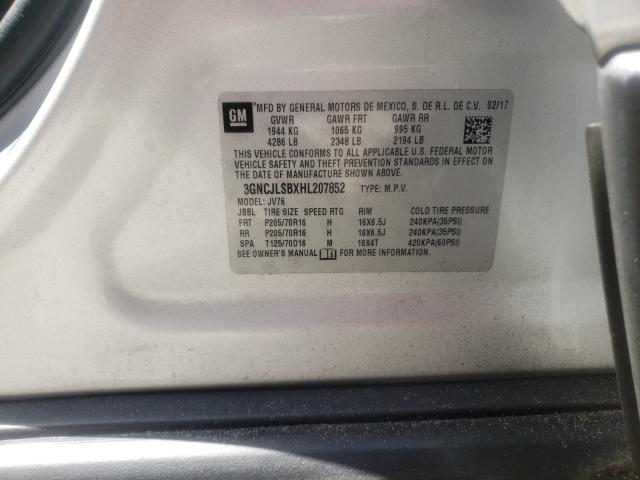 GM
*MFD BY GENERAL MOTORS DE MEXICO, S. DE R.L. DE C.V. 02/17
GVWR GAWR FRT GAWR RR
1944 KG 1065 KG 995 KG
4286 LB 2348 LB 2194 LB
THIS VEHICLE CONFORMS TO ALL APPLICABLE U.S. FEDERAL MOTOR
VEHICLE SAFETY AND THEFT PREVENTION STANDARDS IN EFFECT ON
THE DATE OF MANUFACTURE SHOWN ABOVE.
3GNCJLSBXHL207852 TYPE: M.P.V.
MODEL: JV76
JBBL TIRE SIZE SPEED RTG RIM COLD TIRE PRESSURE
FRT P205/70R16 H 16X6.5J 240KPA(35PSI)
RR P205/70R16 H 16X6.5J 240KPA(35PSI)
SPA T125/70D16 M 16X4T 420KPA(60PSI)
SEE OWNER'S MANUAL FOR MORE INFORMATION.